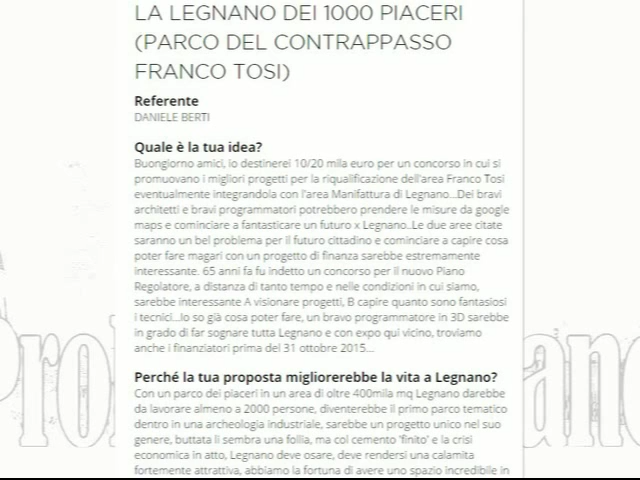 LA LEGNANO DEI 1000 PIACERI
(PARCO DEL CONTRAPPASSO
FRANCO TOSI)
Referente
DANIELE BERTI
Quale è la tua idea?
Buongiorno amici, io destinerei 10/20 mila euro per un concorso in cui si
promuovano i migliori progetti per la riqualificazione dell'area Franco Tosi
eventualmente integrandola con l'area Manifattura di Legnano...Dei bravi
architetti e bravi programmatori potrebbero prendere le misure da google
maps e cominciare a fantasticare un futuro x Legnano..Le due aree citate
saranno un bel problema per il futuro cittadino e cominciare a capire cosa
poter fare magari con un progetto di finanza sarebbe estremamente
interessante. 65 anni fa fu indetto un concorso per il nuovo Piano
Regolatore, a distanza di tanto tempo e nelle condizioni in cui siamo,
sarebbe interessante A visionare progetti, B capire quanto sono fantasiosi
i tecnici...Io so già cosa poter fare, un bravo programmatore in 3D sarebbe
in grado di far sognare tutta Legnano e con expo qui vicino, troviamo
anche i finanziatori prima del 31 ottobre 2015...
Perché la tua proposta migliorerebbe la vita a Legnano?
Con un parco dei piaceri in un area di oltre 400mila mq Legnano darebbe
da lavorare almeno a 2000 persone, diventerebbe il primo parco tematico
dentro in una archeologia industriale, sarebbe un progetto unico nel suo
genere, buttata li sembra una follia, ma col cemento 'finito' e la crisi
economica in atto, Legnano deve osare, deve rendersi una calamita
fortemente attrattiva, abbiamo la fortuna di avere uno spazio incredibile in